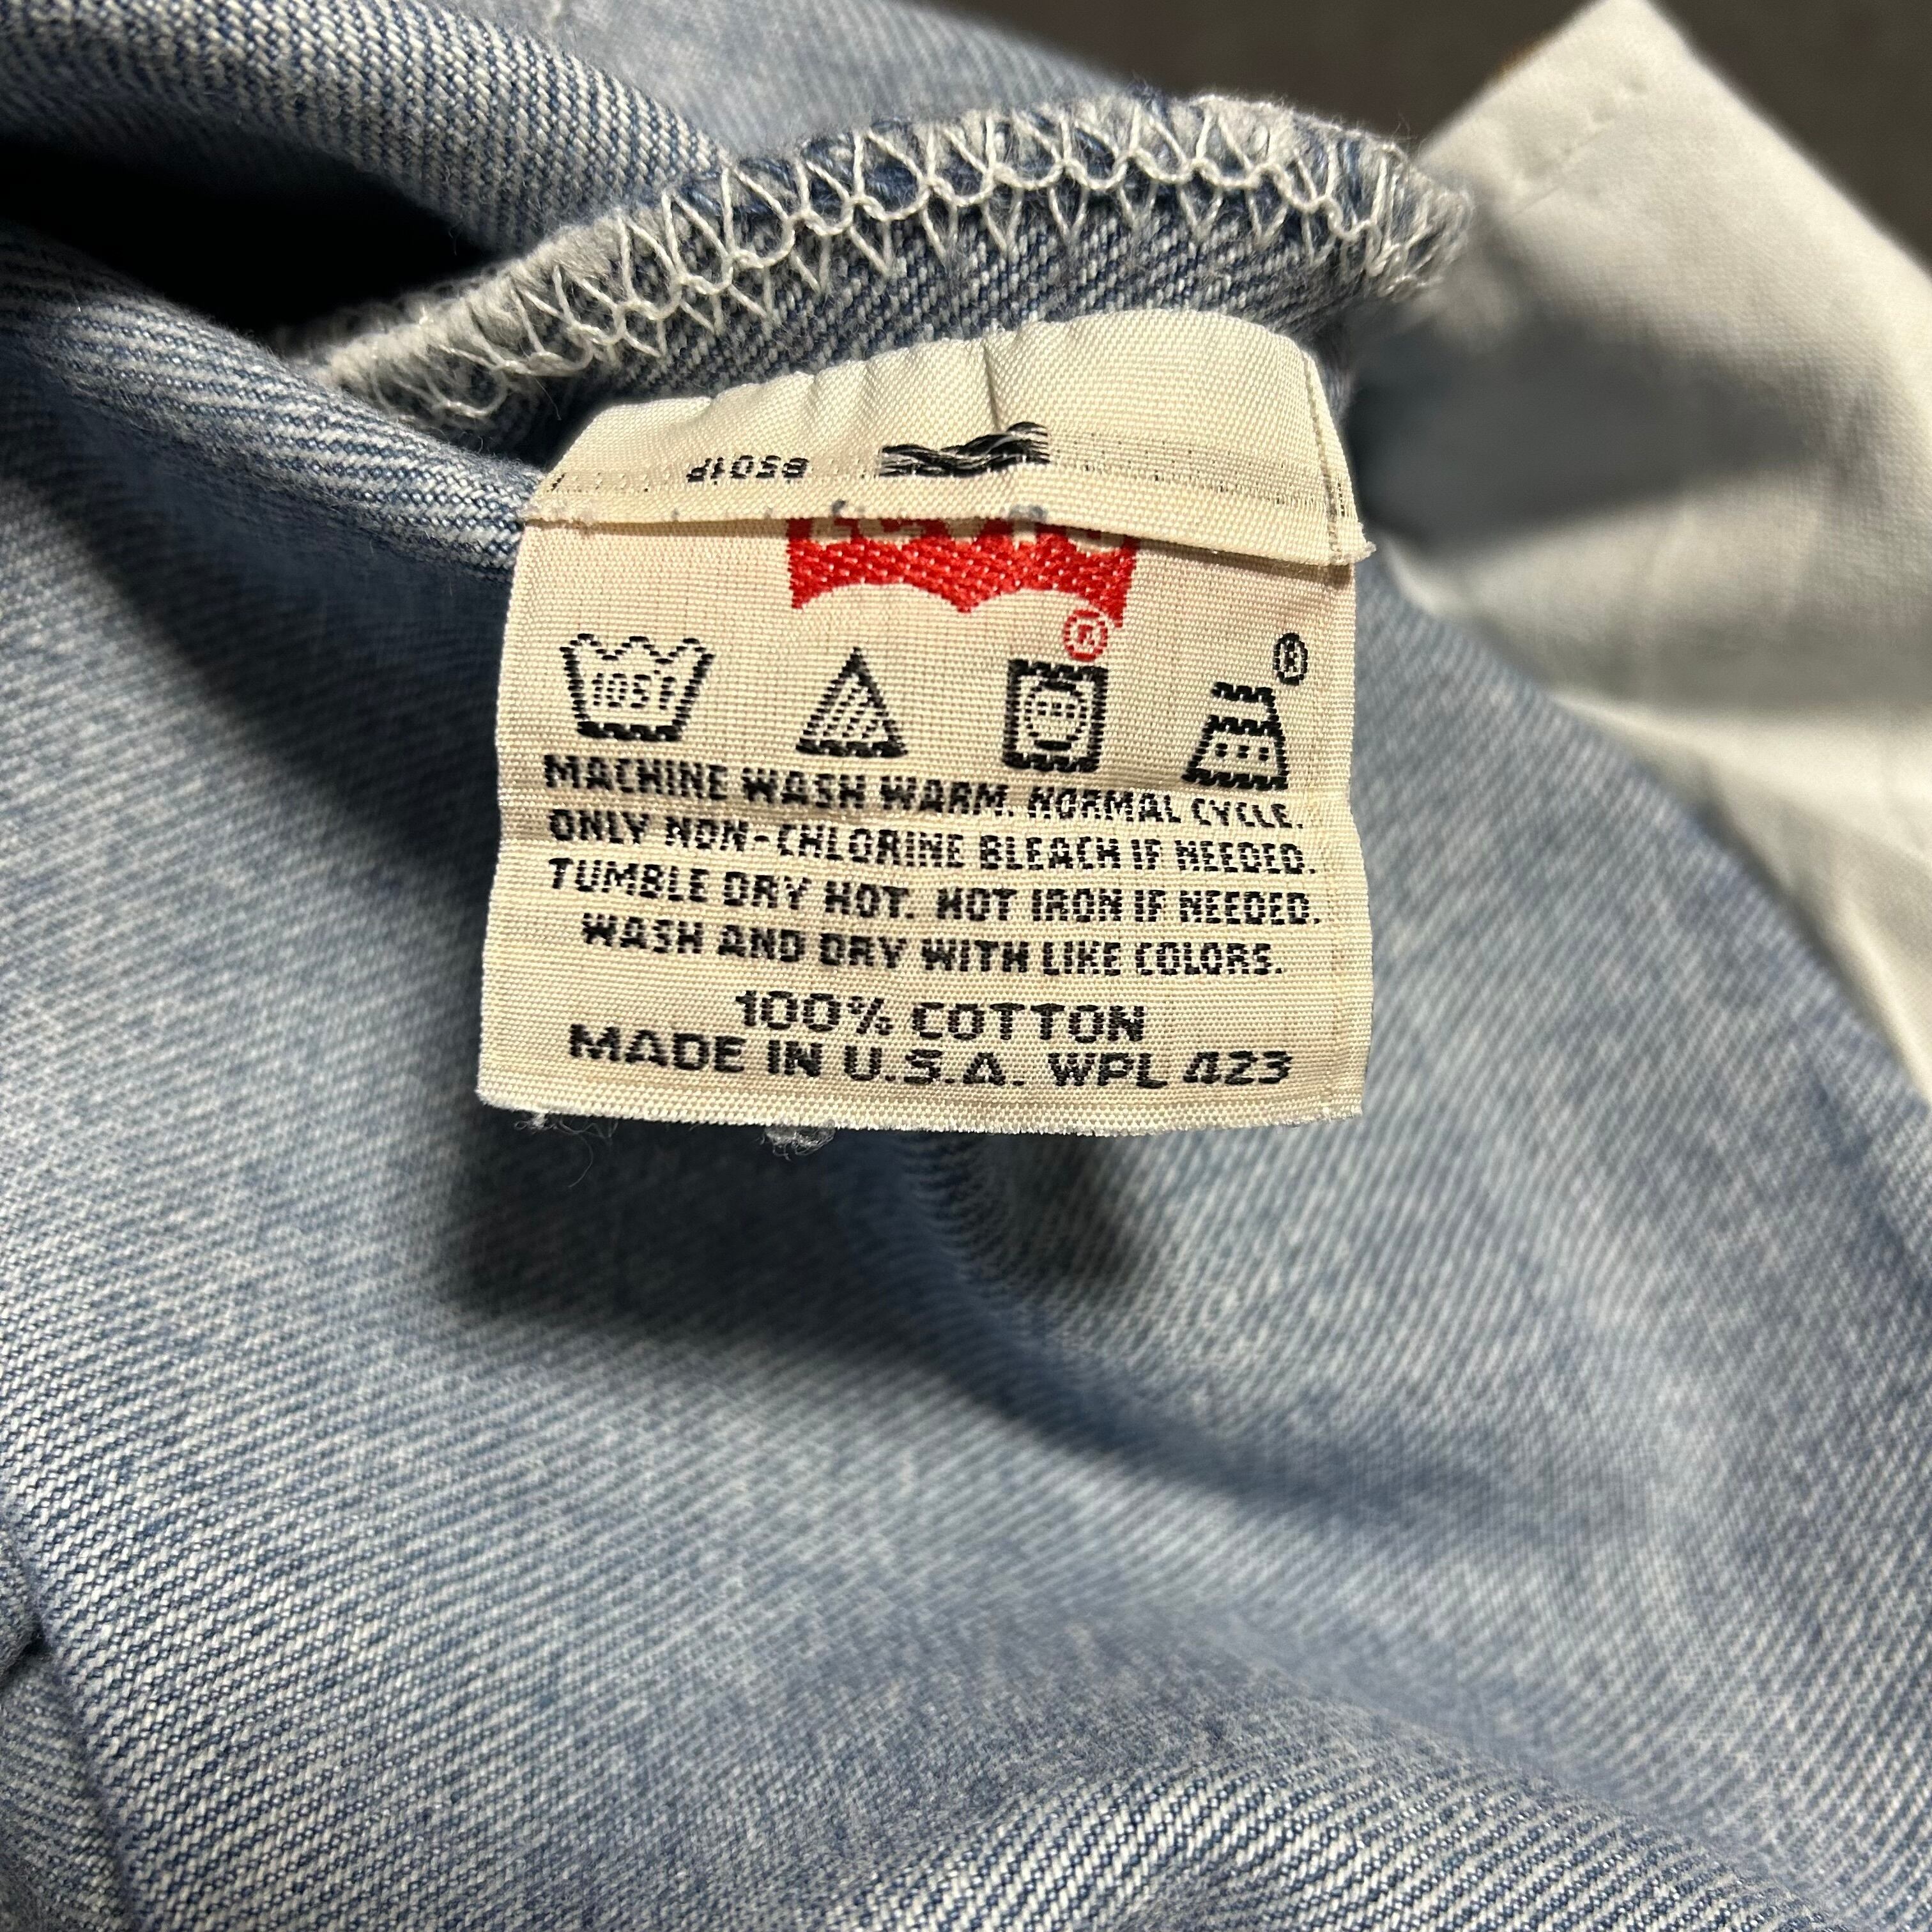 105F
®
®
MACHINE WASH WARM. NORMAL CYCLE.
ONLY NON-CHLORINE BLEACH IF NEEDED.
TUMBLE DRY HOT. HOT IRON IF NEEDED.
WASH AND DRY WITH LIKE COLORS.
100% COTTON
MADE IN U.S.A. WPL 423